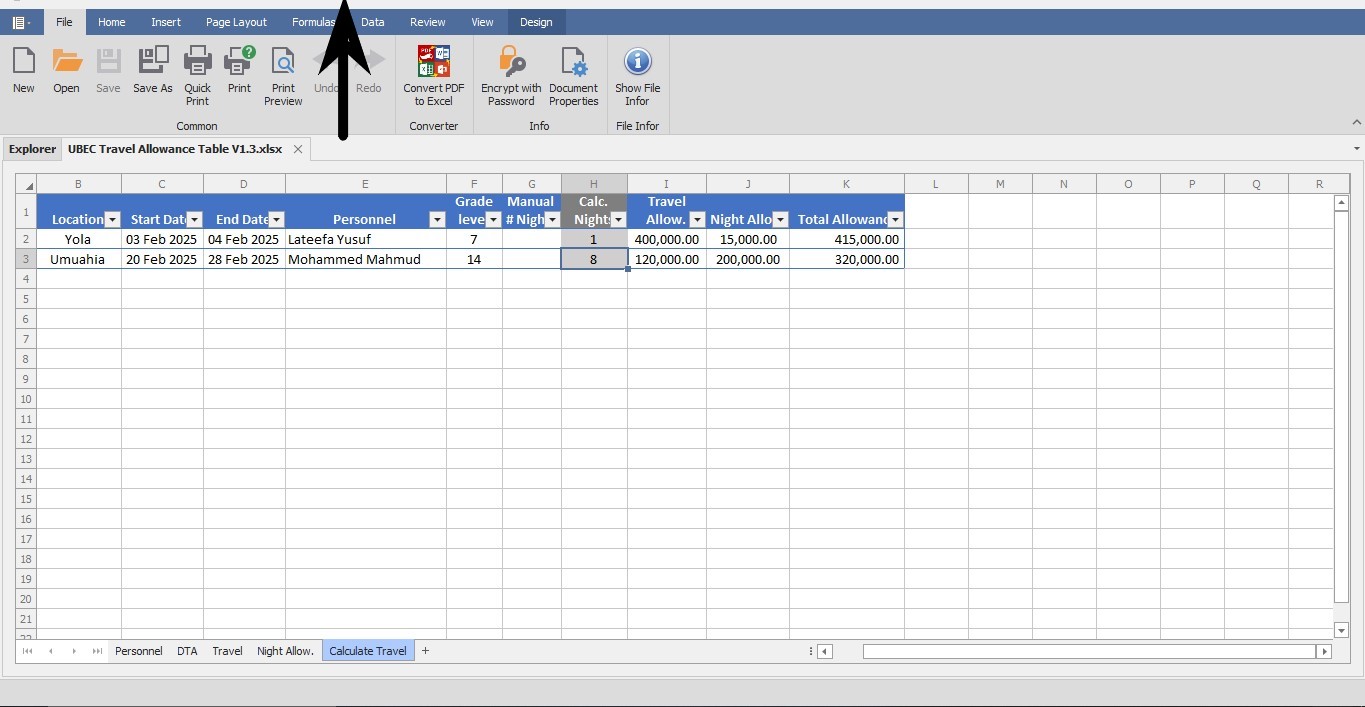 File Home Insert Page Layout Formulas Data Review View Design
New Open Save Save As Quick Print Print Print Preview Undo Redo Convert PDF to Excel Encrypt with Password Document Properties Show File Infor
Common Converter Info File Infor
Explorer UBEC Travel Allowance Table V1.3.xlsx
B C D E F G H I J K L M N O P Q R
1 Location Start Dat End Date Personnel Grade leve Manual # Nigh Calc. Nights Travel Allow. Night Allo Total Allowanc
2 Yola 03 Feb 2025 04 Feb 2025 Lateefa Yusuf 7 1 400,000.00 15,000.00 415,000.00
3 Umuahia 20 Feb 2025 28 Feb 2025 Mohammed Mahmud 14 8 120,000.00 200,000.00 320,000.00
4
5
6
7
8
9
10
11
12
13
14
15
16
17
18
19
20
21
22
Personnel DTA Travel Night Allow. Calculate Travel +